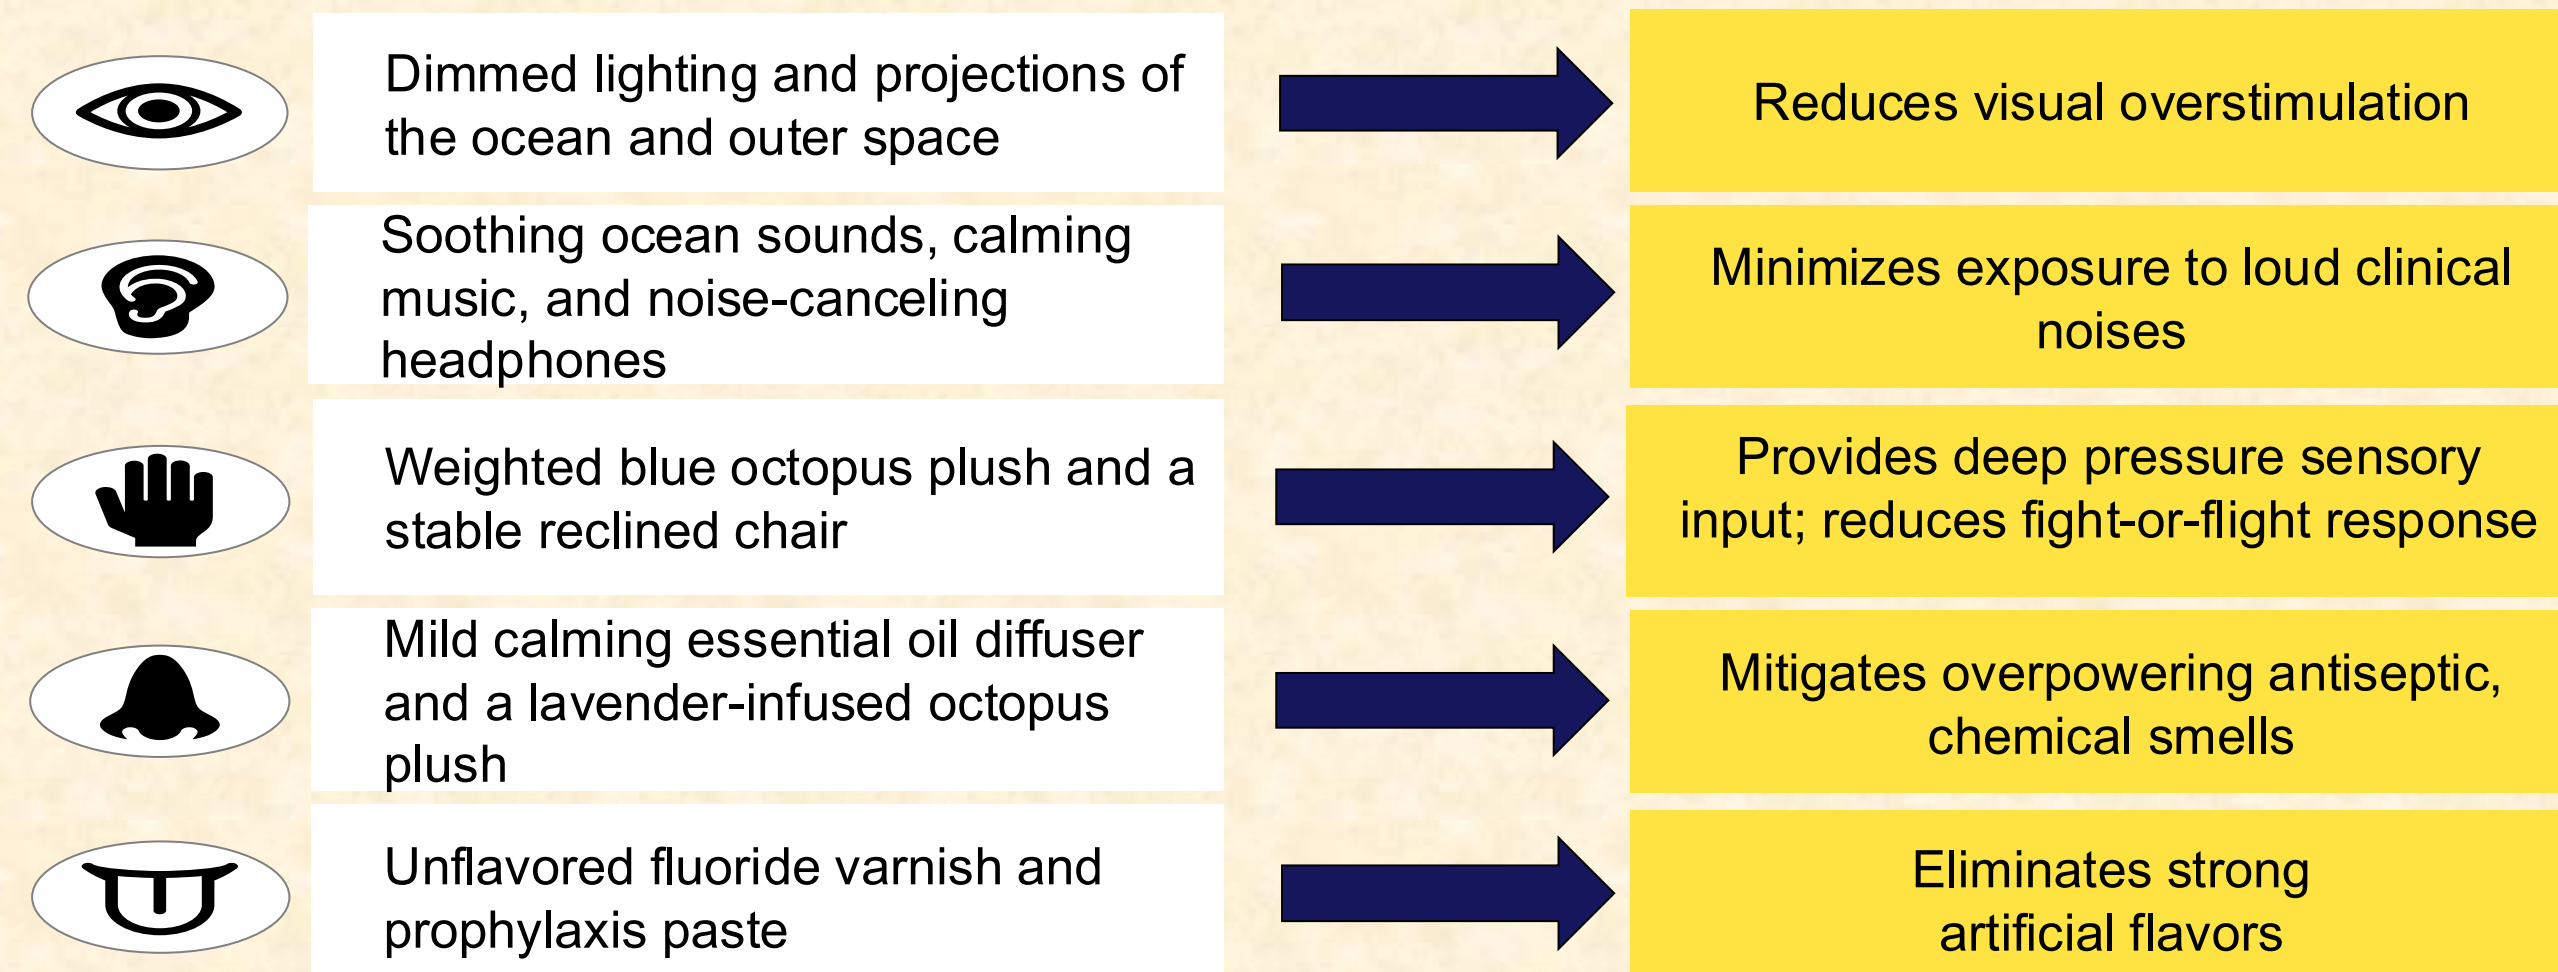 Dimmed lighting and projections of
the ocean and outer space
Reduces visual overstimulation
Soothing ocean sounds, calming
music, and noise-canceling
headphones
Minimizes exposure to loud clinical
noises
Weighted blue octopus plush and a
stable reclined chair
Provides deep pressure sensory
input; reduces fight-or-flight response
Mild calming essential oil diffuser
and a lavender-infused octopus
plush
Mitigates overpowering antiseptic,
chemical smells
Unflavored fluoride varnish and
prophylaxis paste
Eliminates strong
artificial flavors